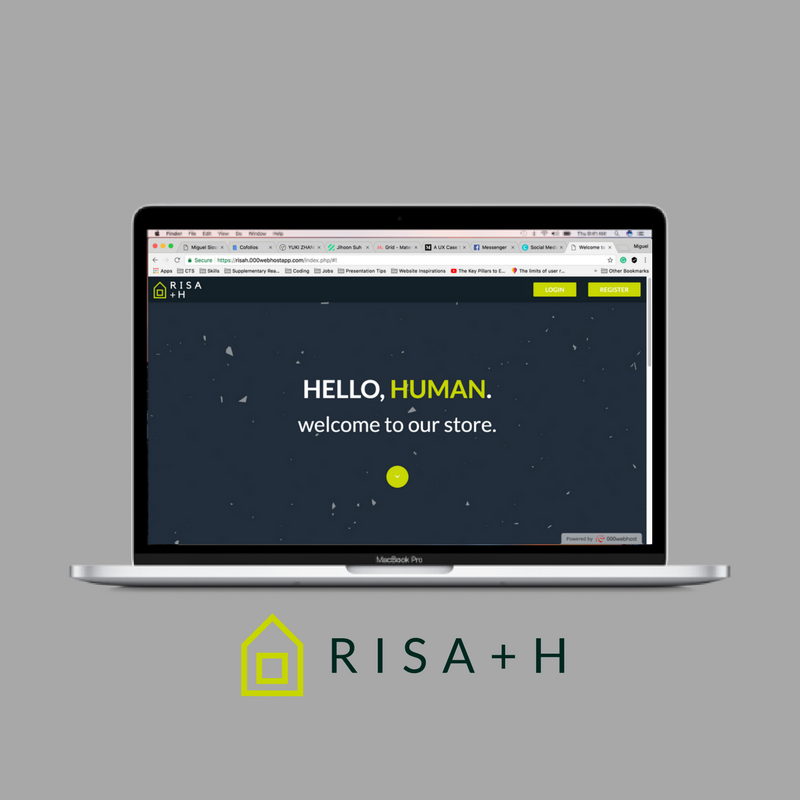 Finder File Edit View Go Window Help
Miguel Cofolios YUKI ZHAN Jihoon Suh Grid - Mate A UX Case Messenger Social Medi Welcome to Miguel
Secure https://risah.000webhostapp.com/index.php/#!
Apps CTS Skills Supplementary Rea... Coding Jobs Presentation Tips Website Inspirations The Key Pillars to E... The limits of user r... » Other Bookmarks
RISA
+H
LOGIN REGISTER
HELLO, HUMAN.
welcome to our store.
Powered by 000webhost
MacBook Pro
RISA+H